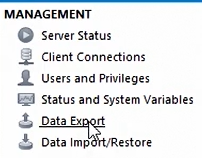 MANAGEMENT
Server Status
Client Connections
Users and Privileges
Status and System Variables
Data Export
Data Import/Restore